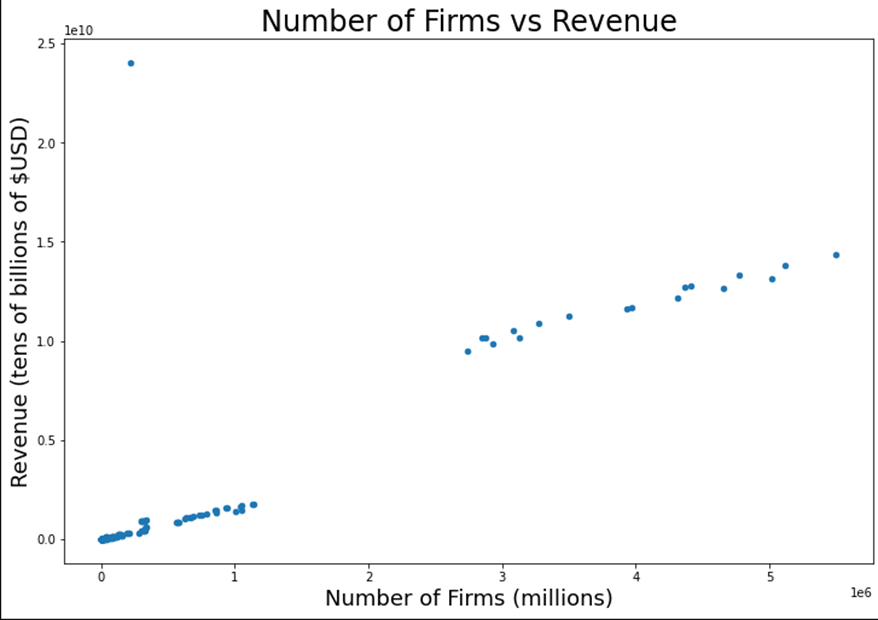 Number of Firms vs Revenue
1e10
2.5
2.0
1.5
1.0
0.5
0.0
Revenue (tens of billions of $USD)
0 1 2 3 4 5
1e6
Number of Firms (millions)